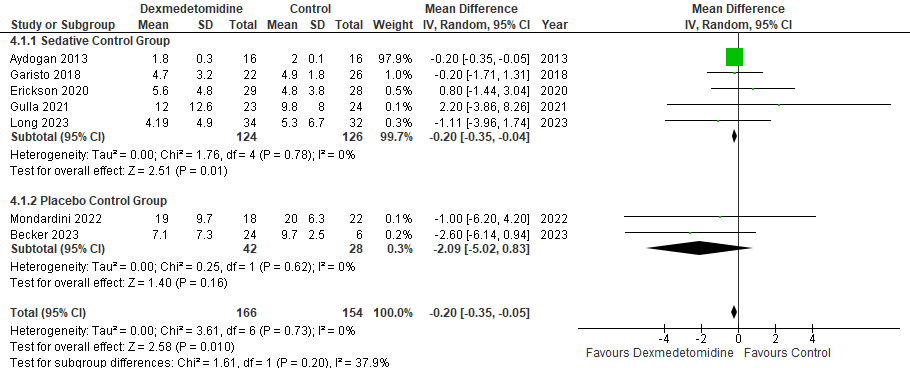 Dexmedetomidine Control Mean Difference Mean Difference
Study or Subgroup Mean SD Total Mean SD Total Weight IV, Random, 95% CI Year IV, Random, 95% CI
4.1.1 Sedative Control Group
Aydogan 2013 1.8 0.3 16 2 0.1 16 97.9% -0.20 [-0.35, -0.05] 2013
Garisto 2018 4.7 3.2 22 4.9 1.8 26 1.0% -0.20 [-1.71, 1.31] 2018
Erickson 2020 5.6 4.8 29 4.8 3.8 28 0.5% 0.80 [-1.44, 3.04] 2020
Gulla 2021 12 12.6 23 9.8 8 24 0.1% 2.20 [-3.86, 8.26] 2021
Long 2023 4.19 4.9 34 5.3 6.7 32 0.3% -1.11 [-3.96, 1.74] 2023
Subtotal (95% CI) 124 126 99.7% -0.20 [-0.35, -0.04]
Heterogeneity: Tau² = 0.00; Chi² = 1.76, df = 4 (P = 0.78); I² = 0%
Test for overall effect: Z = 2.51 (P = 0.01)
4.1.2 Placebo Control Group
Mondardini 2022 19 9.7 18 20 6.3 22 0.1% -1.00 [-6.20, 4.20] 2022
Becker 2023 7.1 7.3 24 9.7 2.5 6 0.2% -2.60 [-6.14, 0.94] 2023
Subtotal (95% CI) 42 28 0.3% -2.09 [-5.02, 0.83]
Heterogeneity: Tau² = 0.00; Chi² = 0.25, df = 1 (P = 0.62); I² = 0%
Test for overall effect: Z = 1.40 (P = 0.16)
Total (95% CI) 166 154 100.0% -0.20 [-0.35, -0.05]
Heterogeneity: Tau² = 0.00; Chi² = 3.61, df = 6 (P = 0.73); I² = 0%
Test for overall effect: Z = 2.58 (P = 0.010)
Test for subgroup differences: Chi² = 1.61, df = 1 (P = 0.20), I² = 37.9%
-4 -2 0 2 4
Favours Dexmedetomidine Favours Control